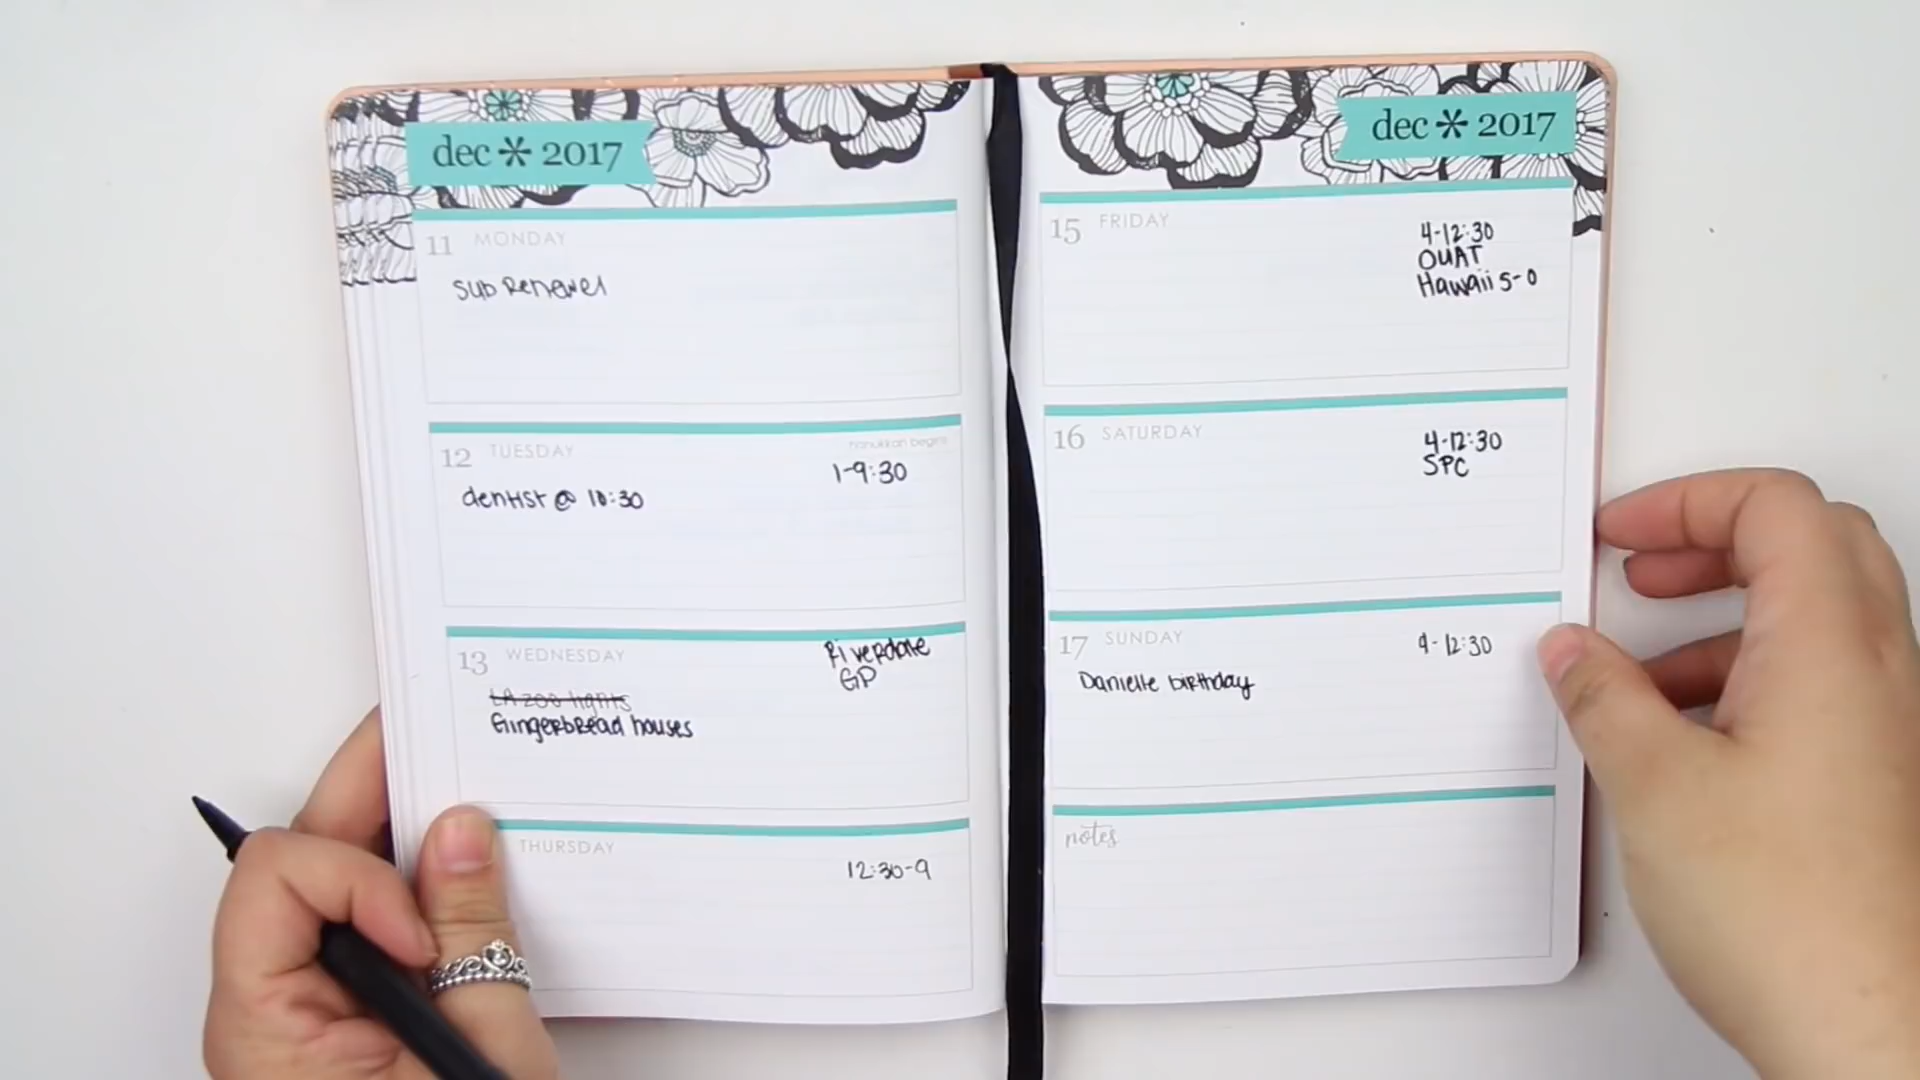 dec * 2017
11 MONDAY
Sub Renewel
12 TUESDAY
hanukkah begins
1-9:30
dentist @ 10:30
13 WEDNESDAY
Riverdale
GP
LA zoo lights
Gingerbread houses
THURSDAY
12:30-9
dec * 2017
15 FRIDAY
4-12:30
OUAT
Hawaii 5-0
16 SATURDAY
4-12:30
SPC
17 SUNDAY
4-12:30
Danielle birthday
notes